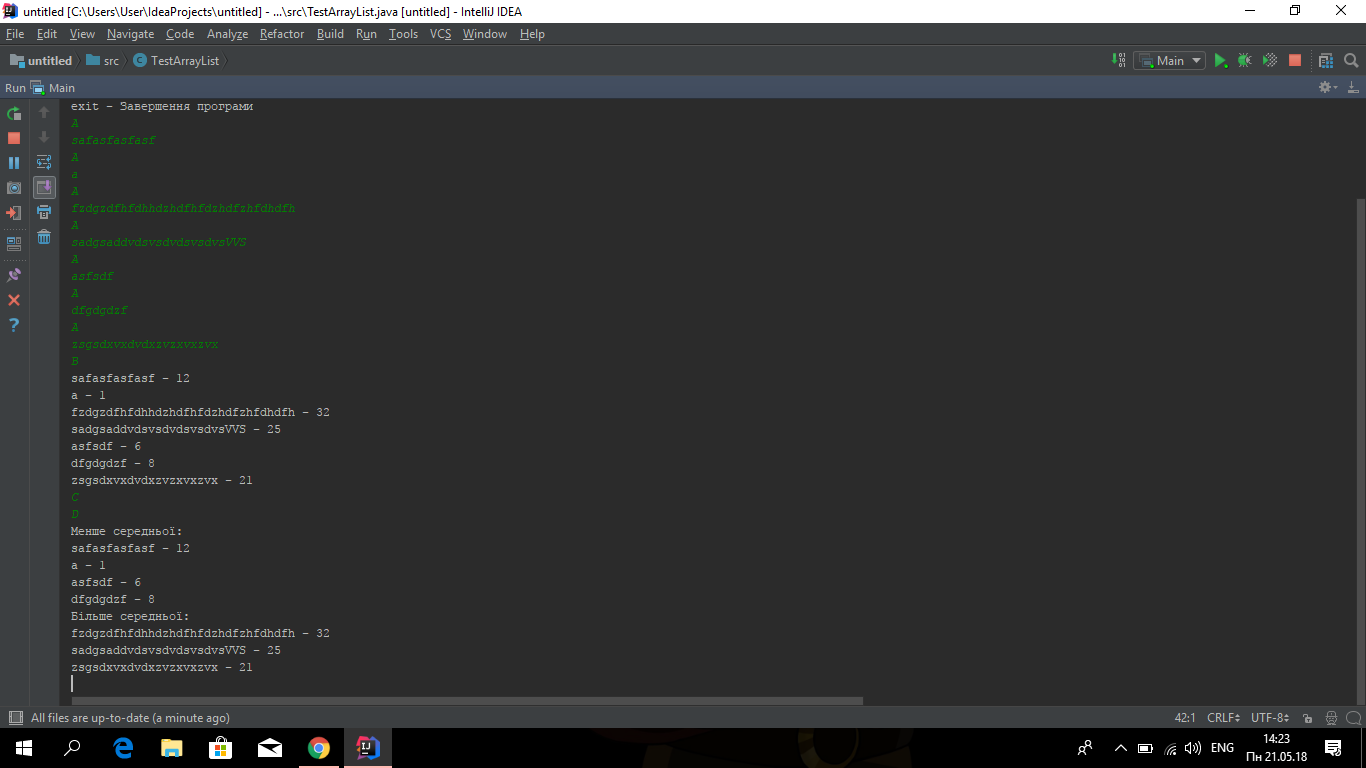 untitled [C:\Users\User\IdeaProjects\untitled] - ...\src\TestArrayList.java [untitled] - IntelliJ IDEA
File Edit View Navigate Code Analyze Refactor Build Run Tools VCS Window Help
untitled src TestArrayList Main
Run Main
exit - Завершення програми
A
safasfasfasf
A
a
A
fzdgzdfhfdhhdzhdfhfdzhdfzhfdhdfh
A
sadgsaddvdsvsdvdsvsdvsVVS
A
asfsdf
A
dfgdgdzf
A
zsgsdxvxdvdxzvzxvxzvx
B
safasfasfasf - 12
a - 1
fzdgzdfhfdhhdzhdfhfdzhdfzhfdhdfh - 32
sadgsaddvdsvsdvdsvsdvsVVS - 25
asfsdf - 6
dfgdgdzf - 8
zsgsdxvxdvdxzvzxvxzvx - 21
C
D
Менше середньої:
safasfasfasf - 12
a - 1
asfsdf - 6
dfgdgdzf - 8
Більше середньої:
fzdgzdfhfdhhdzhdfhfdzhdfzhfdhdfh - 32
sadgsaddvdsvsdvdsvsdvsVVS - 25
zsgsdxvxdvdxzvzxvxzvx - 21
All files are up-to-date (a minute ago) 42:1 CRLF UTF-8
ENG 14:23
Пн 21.05.18